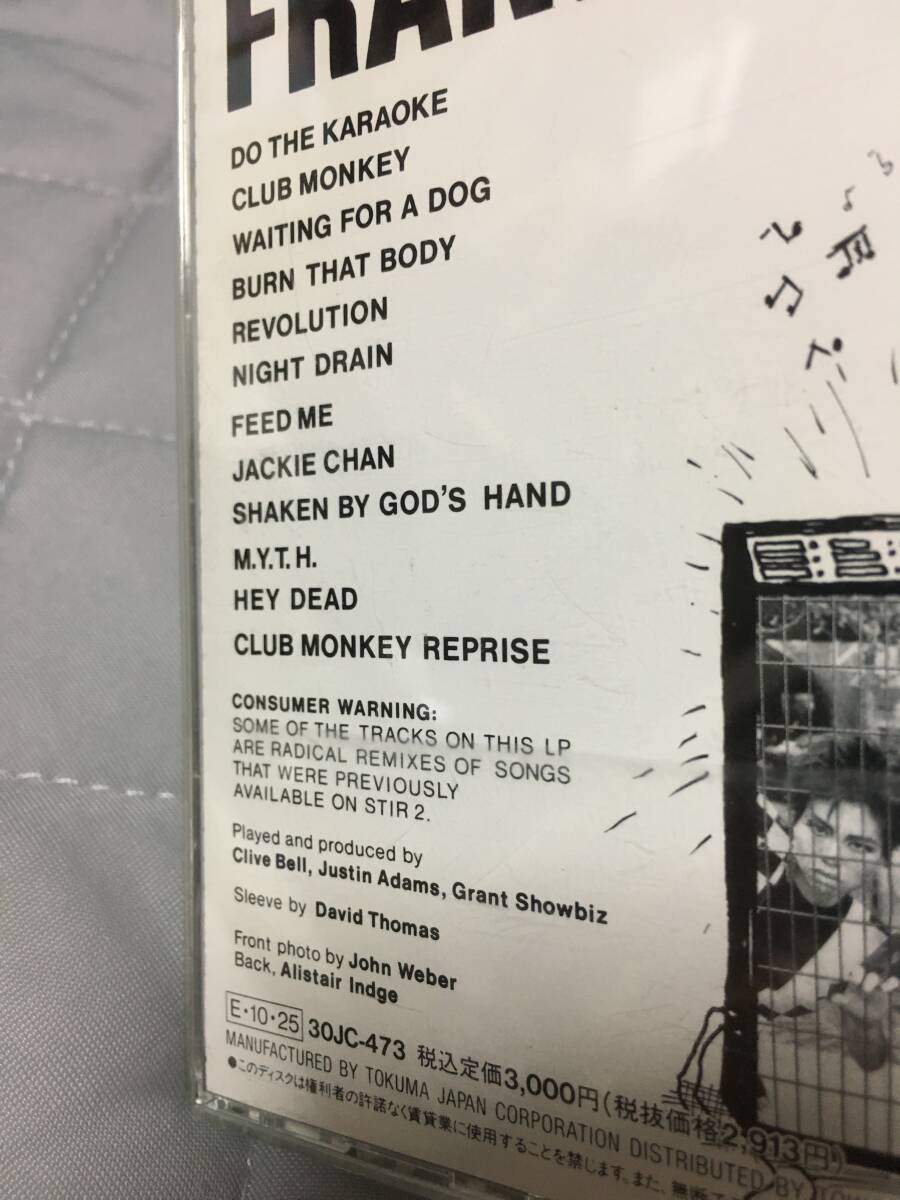 FRAN
DO THE KARAOKE
CLUB MONKEY
WAITING FOR A DOG
BURN THAT BODY
REVOLUTION
NIGHT DRAIN
FEED ME
JACKIE CHAN
SHAKEN BY GOD'S HAND
M.Y.T.H.
HEY DEAD
CLUB MONKEY REPRISE
CONSUMER WARNING:
SOME OF THE TRACKS ON THIS LP
ARE RADICAL REMIXES OF SONGS
THAT WERE PREVIOUSLY
AVAILABLE ON STIR 2.
Played and produced by
Clive Bell, Justin Adams, Grant Showbiz
Sleeve by David Thomas
Front photo by John Weber
Back, Alistair Indge
E・10・25 30JC-473 税込定価3,000円(税抜価格2,913円)
MANUFACTURED BY TOKUMA JAPAN CORPORATION DISTRIBUTED BY
●このディスクは権利者の許諾なく賃貸業に使用することを禁じます。また、無断